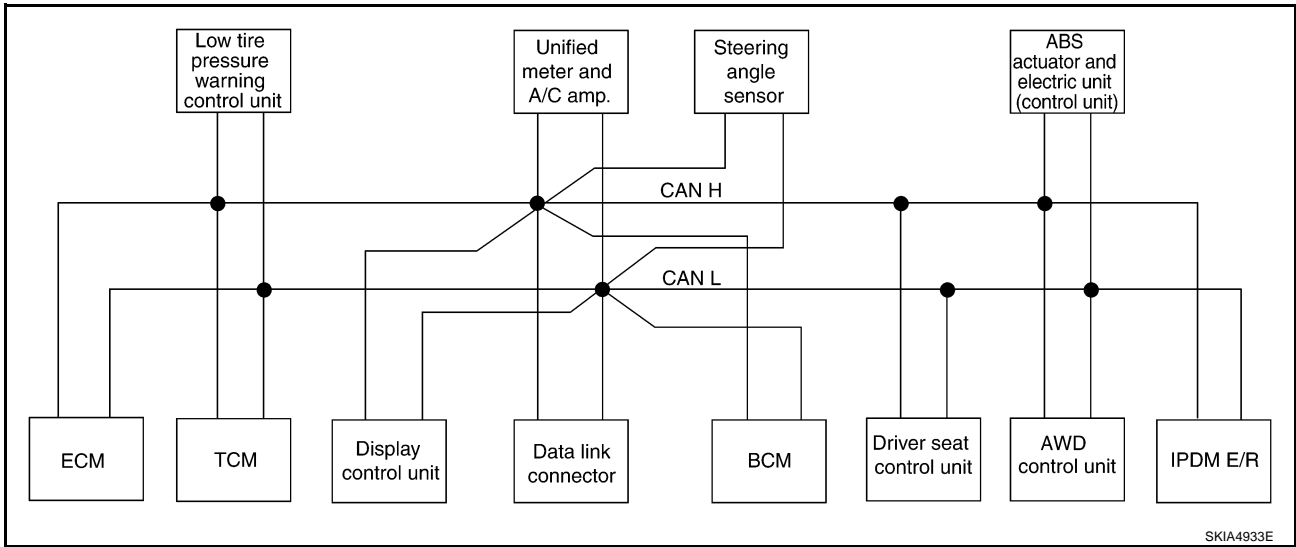 Low tire
pressure
warning
control unit
Unified
meter and
A/C amp.
Steering
angle
sensor
ABS
actuator and
electric unit
(control unit)
CAN H
CAN L
ECM
TCM
Display
control unit
Data link
connector
BCM
Driver seat
control unit
AWD
control unit
IPDM E/R
SKIA4933E